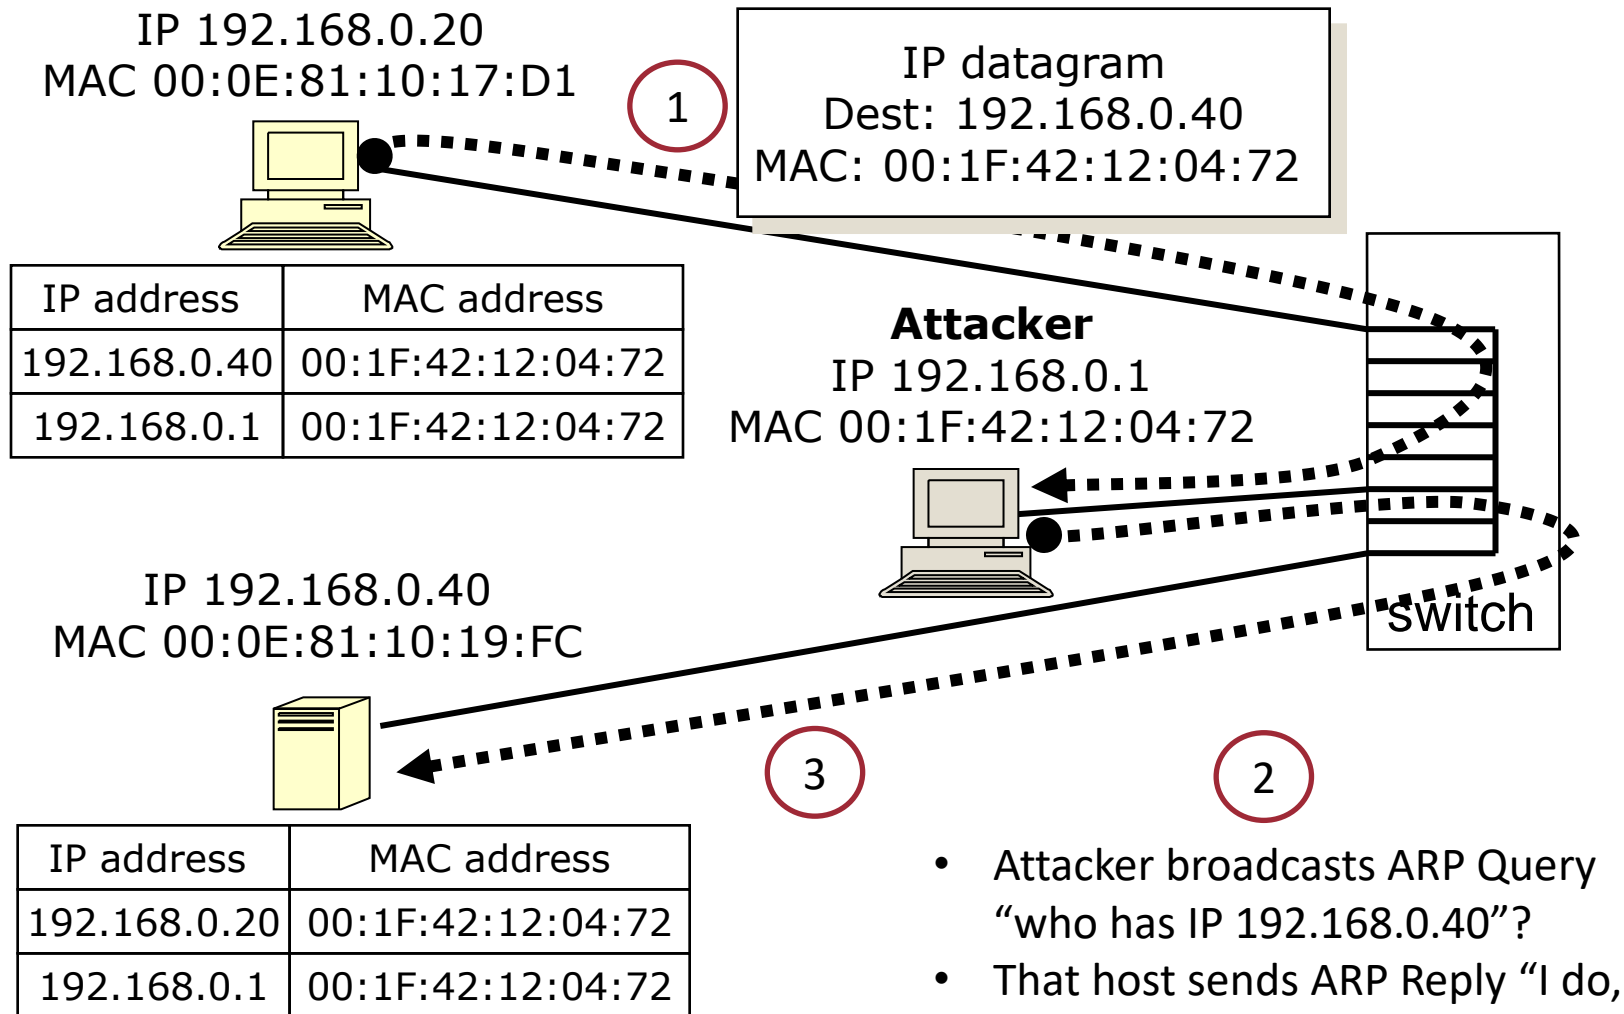 IP 192.168.0.20
MAC 00:0E:81:10:17:D1
1
IP datagram
Dest: 192.168.0.40
MAC: 00:1F:42:12:04:72
IP address MAC address
192.168.0.40 00:1F:42:12:04:72
192.168.0.1 00:1F:42:12:04:72
Attacker
IP 192.168.0.1
MAC 00:1F:42:12:04:72
switch
IP 192.168.0.40
MAC 00:0E:81:10:19:FC
3
2
IP address MAC address
192.168.0.20 00:1F:42:12:04:72
192.168.0.1 00:1F:42:12:04:72
• Attacker broadcasts ARP Query
“who has IP 192.168.0.40”?
• That host sends ARP Reply “I do,